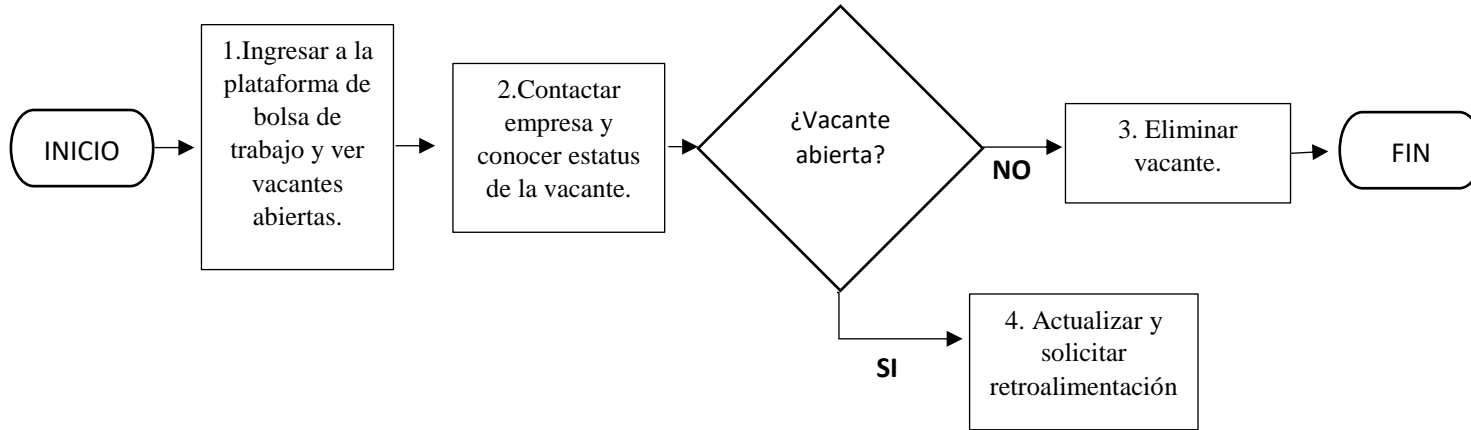 INICIO
1.Ingresar a la
plataforma de
bolsa de
trabajo y ver
vacantes
abiertas.
2.Contactar
empresa y
conocer estatus
de la vacante.
¿Vacante
abierta?
NO
3. Eliminar
vacante.
FIN
SI
4. Actualizar y
solicitar
retroalimentación